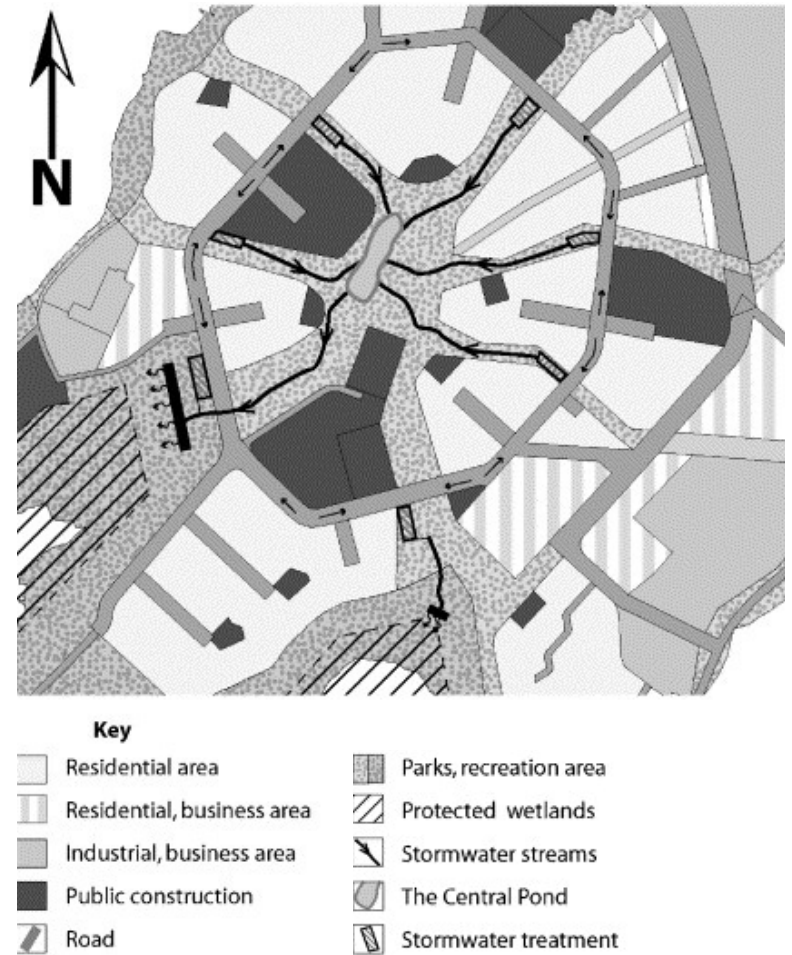 N
Key
Residential area
Residential, business area
Industrial, business area
Public construction
Road
Parks, recreation area
Protected wetlands
Stormwater streams
The Central Pond
Stormwater treatment